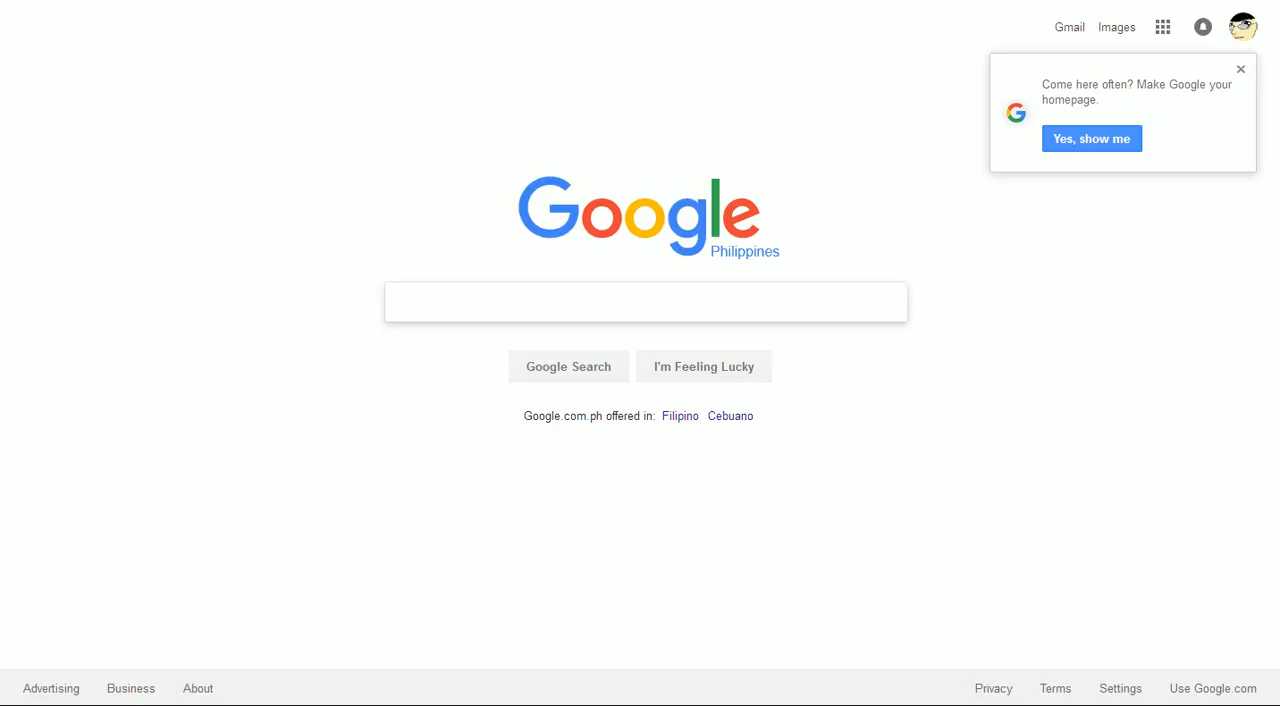 Gmail Images
Come here often? Make Google your
homepage.
Yes, show me
Google
Philippines
Google Search I'm Feeling Lucky
Google.com.ph offered in: Filipino Cebuano
Advertising Business About Privacy Terms Settings Use Google.com